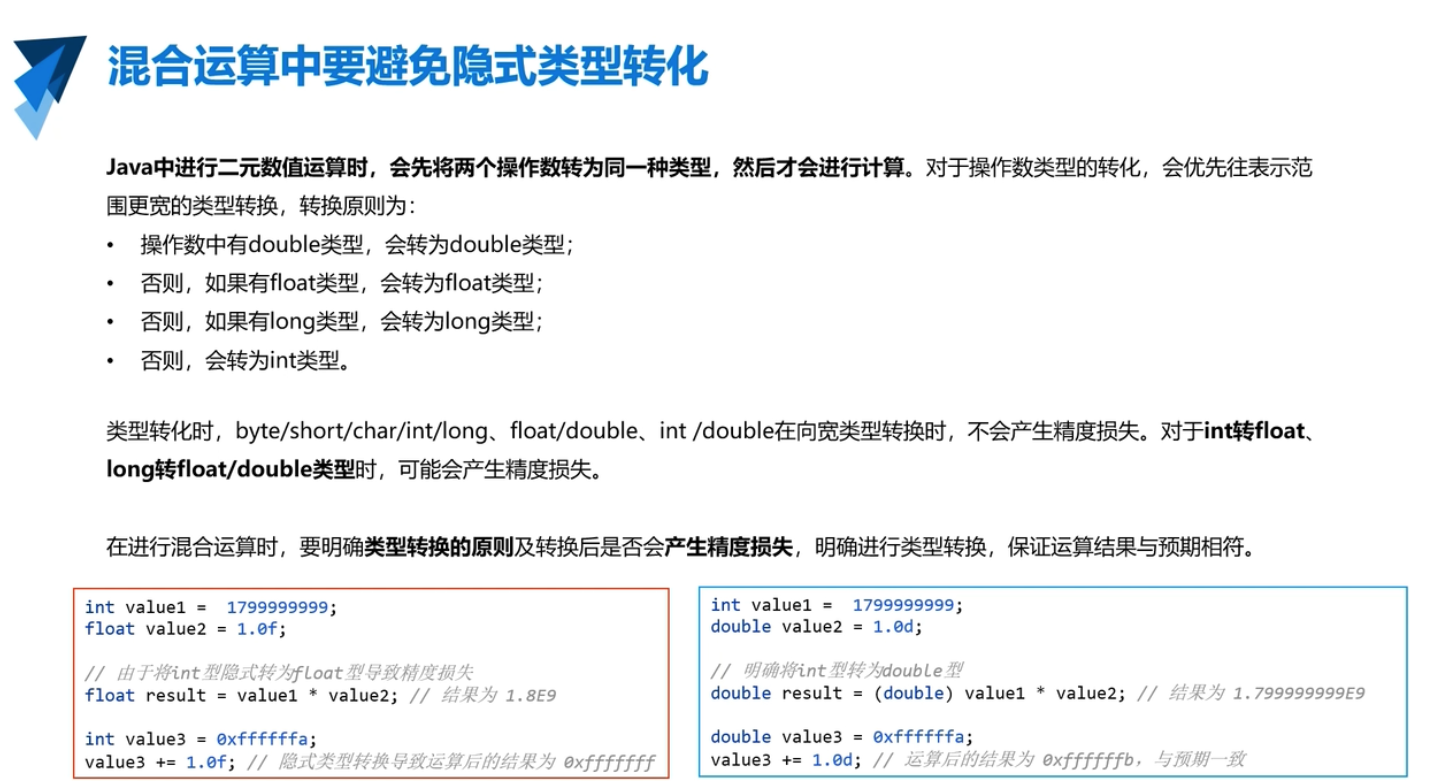 混合运算中要避免隐式类型转化
Java中进行二元数值运算时，会先将两个操作数转为同一种类型，然后才会进行计算。对于操作数类型的转化，会优先往表示范
围更宽的类型转换，转换原则为：
• 操作数中有double类型，会转为double类型；
• 否则，如果有float类型，会转为float类型；
• 否则，如果有long类型，会转为long类型；
• 否则，会转为int类型。
类型转化时，byte/short/char/int/long、float/double、int /double在向宽类型转换时，不会产生精度损失。对于int转float、
long转float/double类型时，可能会产生精度损失。
在进行混合运算时，要明确类型转换的原则及转换后是否会产生精度损失，明确进行类型转换，保证运算结果与预期相符。
int value1 =  1799999999;
float value2 = 1.0f;
// 由于将int型隐式转为float型导致精度损失
float result = value1 * value2; // 结果为 1.8E9
int value3 = 0xffffffa;
value3 += 1.0f; // 隐式类型转换导致运算后的结果为 0xfffffff
int value1 =  1799999999;
double value2 = 1.0d;
// 明确将int型转为double型
double result = (double) value1 * value2; // 结果为 1.799999999E9
double value3 = 0xffffffa;
value3 += 1.0d; // 运算后的结果为 0xffffffb，与预期一致